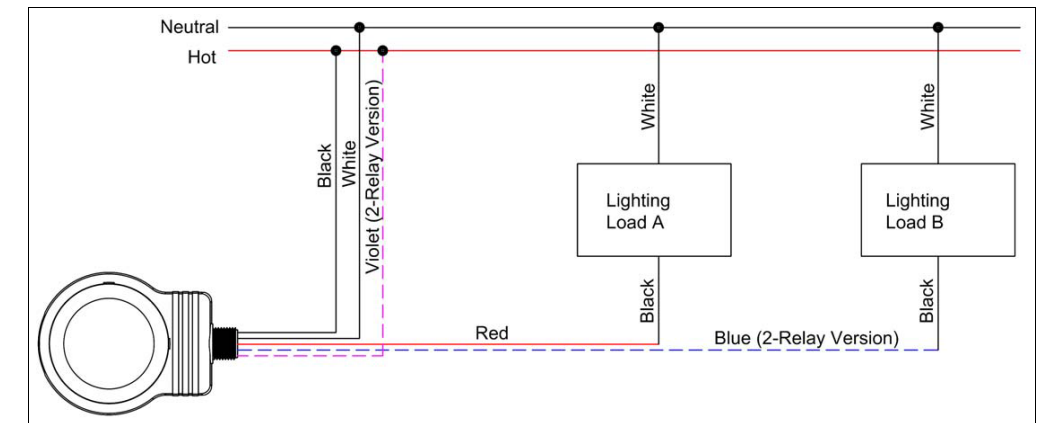 Neutral
Hot
Black
White
Violet (2-Relay Version)
White
White
Lighting
Load A
Lighting
Load B
Black
Black
Red
Blue (2-Relay Version)